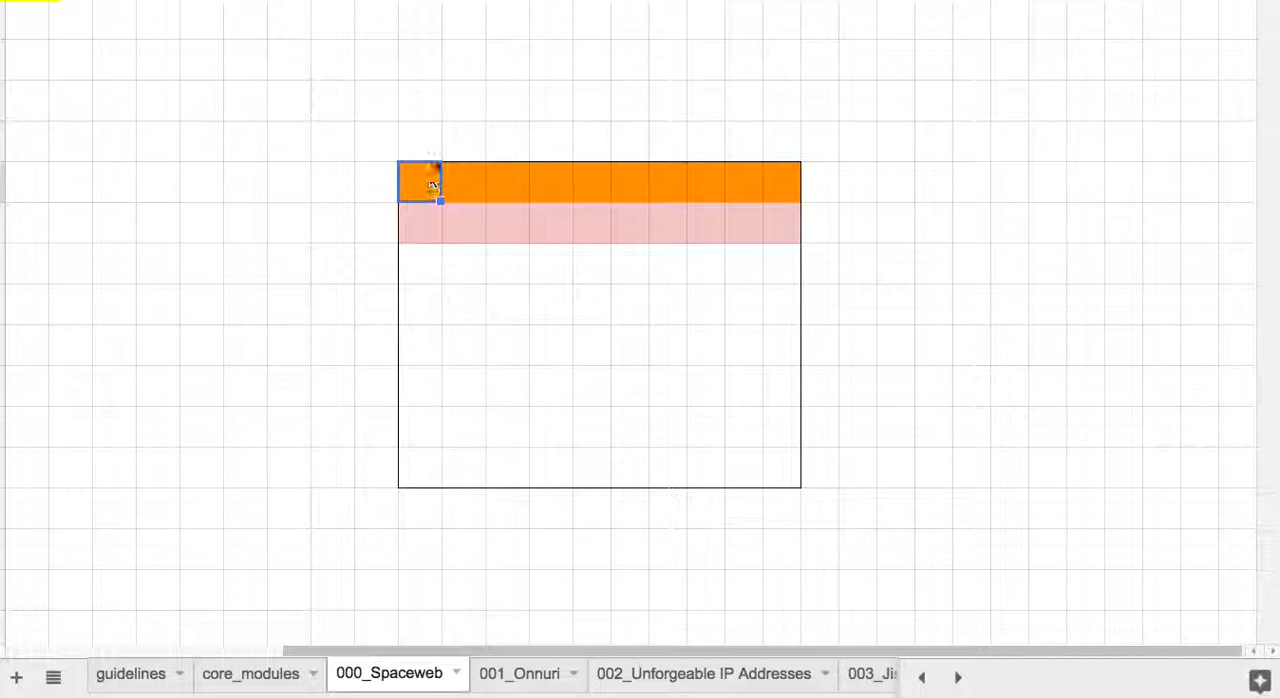 guidelines
core_modules
000_Spaceweb
001_Onnuri
002_Unforgeable IP Addresses